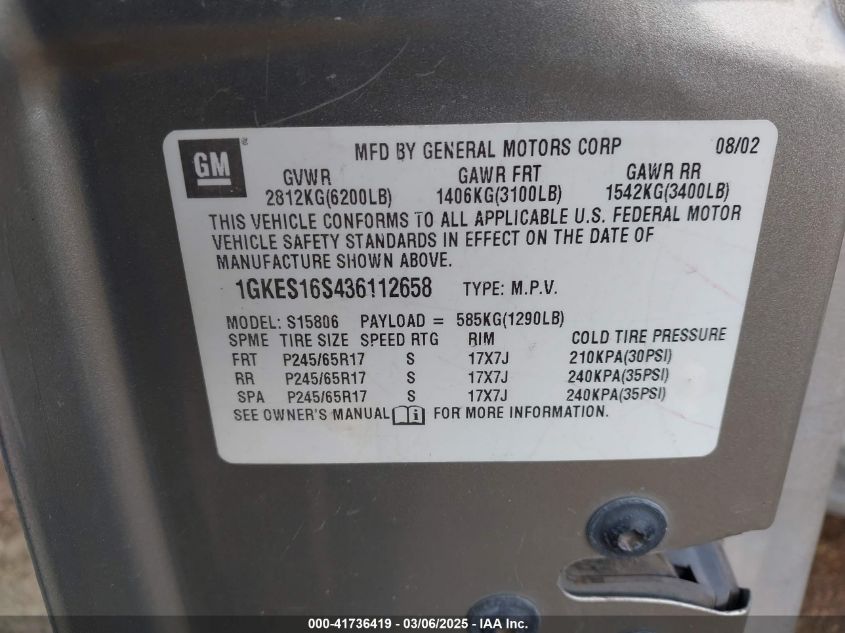 GM
MFD BY GENERAL MOTORS CORP 08/02
GVWR GAWR FRT GAWR RR
2812KG(6200LB) 1406KG(3100LB) 1542KG(3400LB)
THIS VEHICLE CONFORMS TO ALL APPLICABLE U.S. FEDERAL MOTOR
VEHICLE SAFETY STANDARDS IN EFFECT ON THE DATE OF
MANUFACTURE SHOWN ABOVE.
1GKES16S436112658 TYPE: M.P.V.
MODEL: S15806 PAYLOAD = 585KG(1290LB)
SPME TIRE SIZE SPEED RTG RIM COLD TIRE PRESSURE
FRT P245/65R17 S 17X7J 210KPA(30PSI)
RR P245/65R17 S 17X7J 240KPA(35PSI)
SPA P245/65R17 S 17X7J 240KPA(35PSI)
SEE OWNER'S MANUAL i FOR MORE INFORMATION.
000-41736419 | 03/06/2025 - IAA Inc.